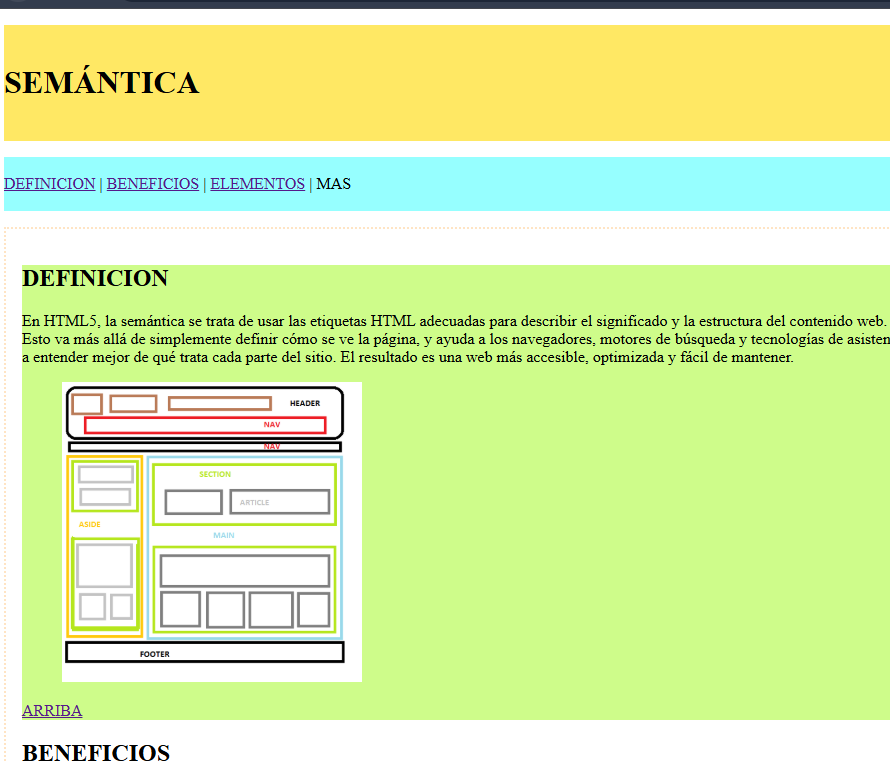 SEMÁNTICA
DEFINICION | BENEFICIOS | ELEMENTOS | MAS
DEFINICION
En HTML5, la semántica se trata de usar las etiquetas HTML adecuadas para describir el significado y la estructura del contenido web.
Esto va más allá de simplemente definir cómo se ve la página, y ayuda a los navegadores, motores de búsqueda y tecnologías de asisten
a entender mejor de qué trata cada parte del sitio. El resultado es una web más accesible, optimizada y fácil de mantener.
HEADER
NAV
NAV
SECTION
ARTICLE
ASIDE
MAIN
FOOTER
ARRIBA
BENEFICIOS